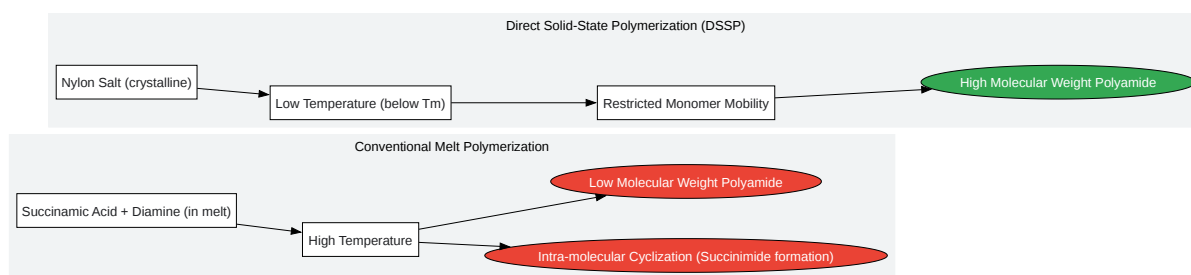 Direct Solid-State Polymerization (DSSP)
Nylon Salt (crystalline)
Low Temperature (below Tm)
Restricted Monomer Mobility
High Molecular Weight Polyamide
Conventional Melt Polymerization
Succinamic Acid + Diamine (in melt)
High Temperature
Low Molecular Weight Polyamide
Intra-molecular Cyclization (Succinimide formation)